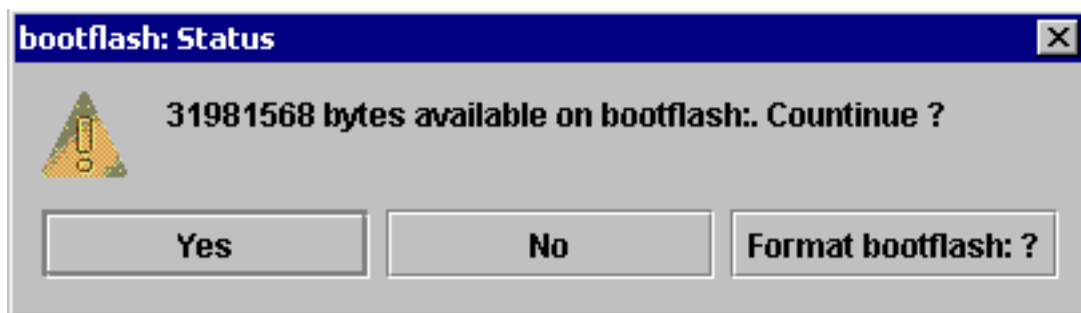 bootflash: Status
31981568 bytes available on bootflash:. Countinue ?
Yes
No
Format bootflash: ?